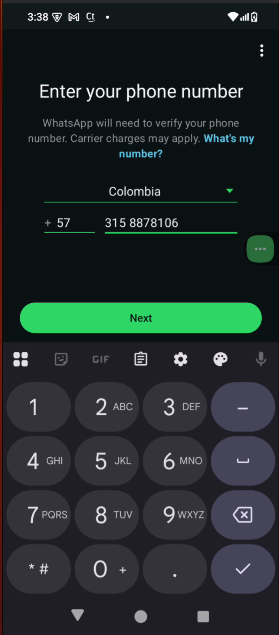 3:38
Enter your phone number
WhatsApp will need to verify your phone
number. Carrier charges may apply. What's my
number?
Colombia
+ 57 315 8878106
Next
GIF
1 2 ABC 3 DEF –
4 GHI 5 JKL 6 MNO
7 PQRS 8 TUV 9 WXYZ
* # 0 + .